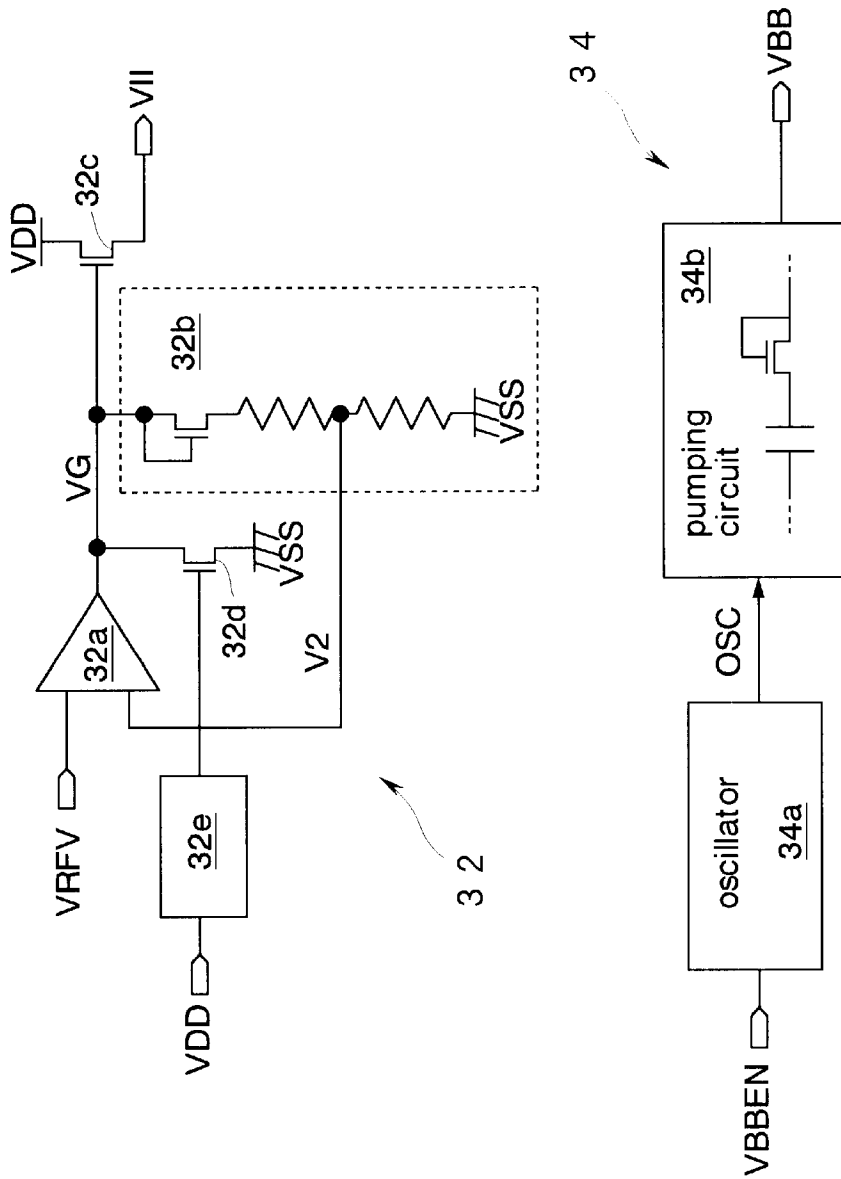 VDD
32c
VII
VG
32b
VRFV
32a
VDD
32e
32d
VSS
VSS
V2
3 2
3 4
VBBEN
oscillator
34a
OSC
pumping
circuit
34b
VBB